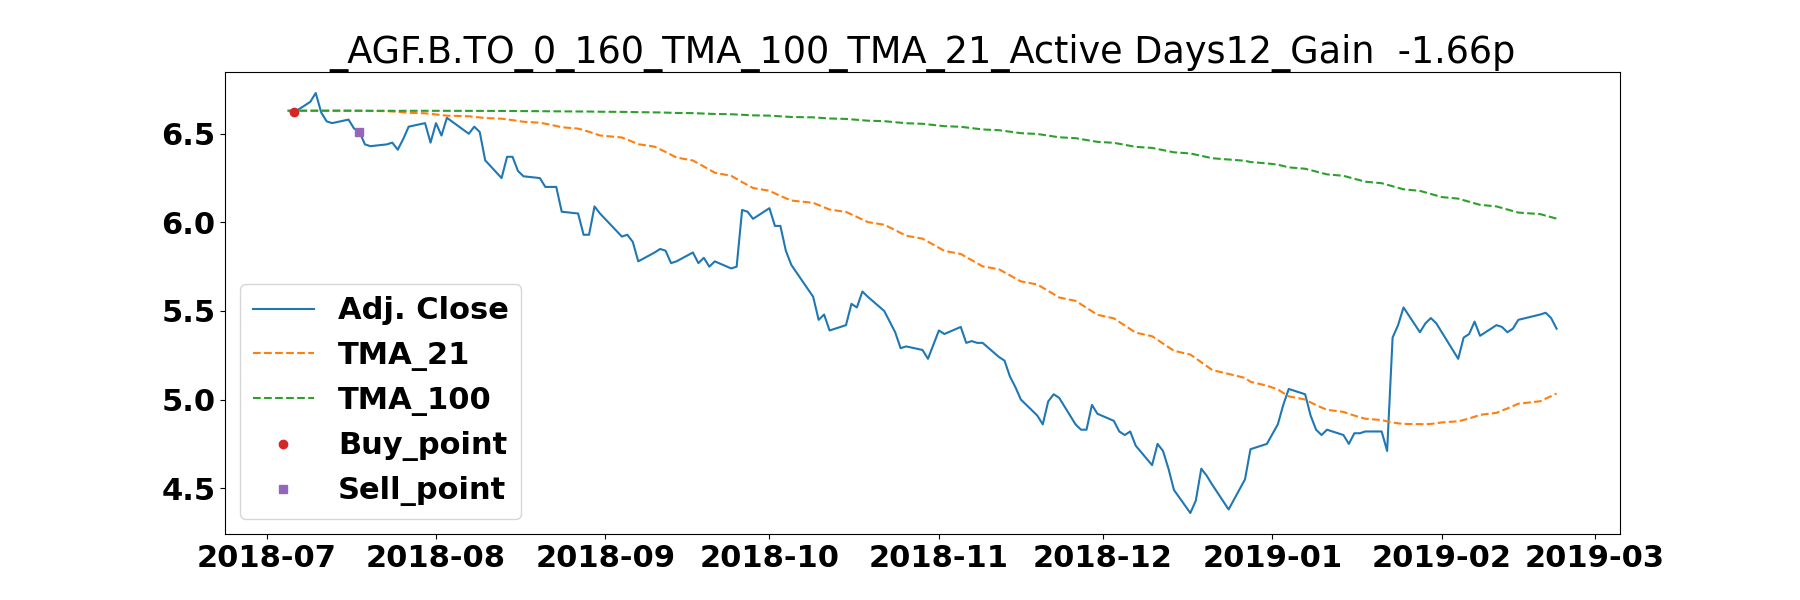 _AGF.B.TO_0_160_TMA_100_TMA_21_Active Days12_Gain  -1.66p
6.5
6.0
5.5
5.0
4.5
Adj. Close
TMA_21
TMA_100
Buy_point
Sell_point
2018-07 2018-08 2018-09 2018-10 2018-11 2018-12 2019-01 2019-02 2019-03